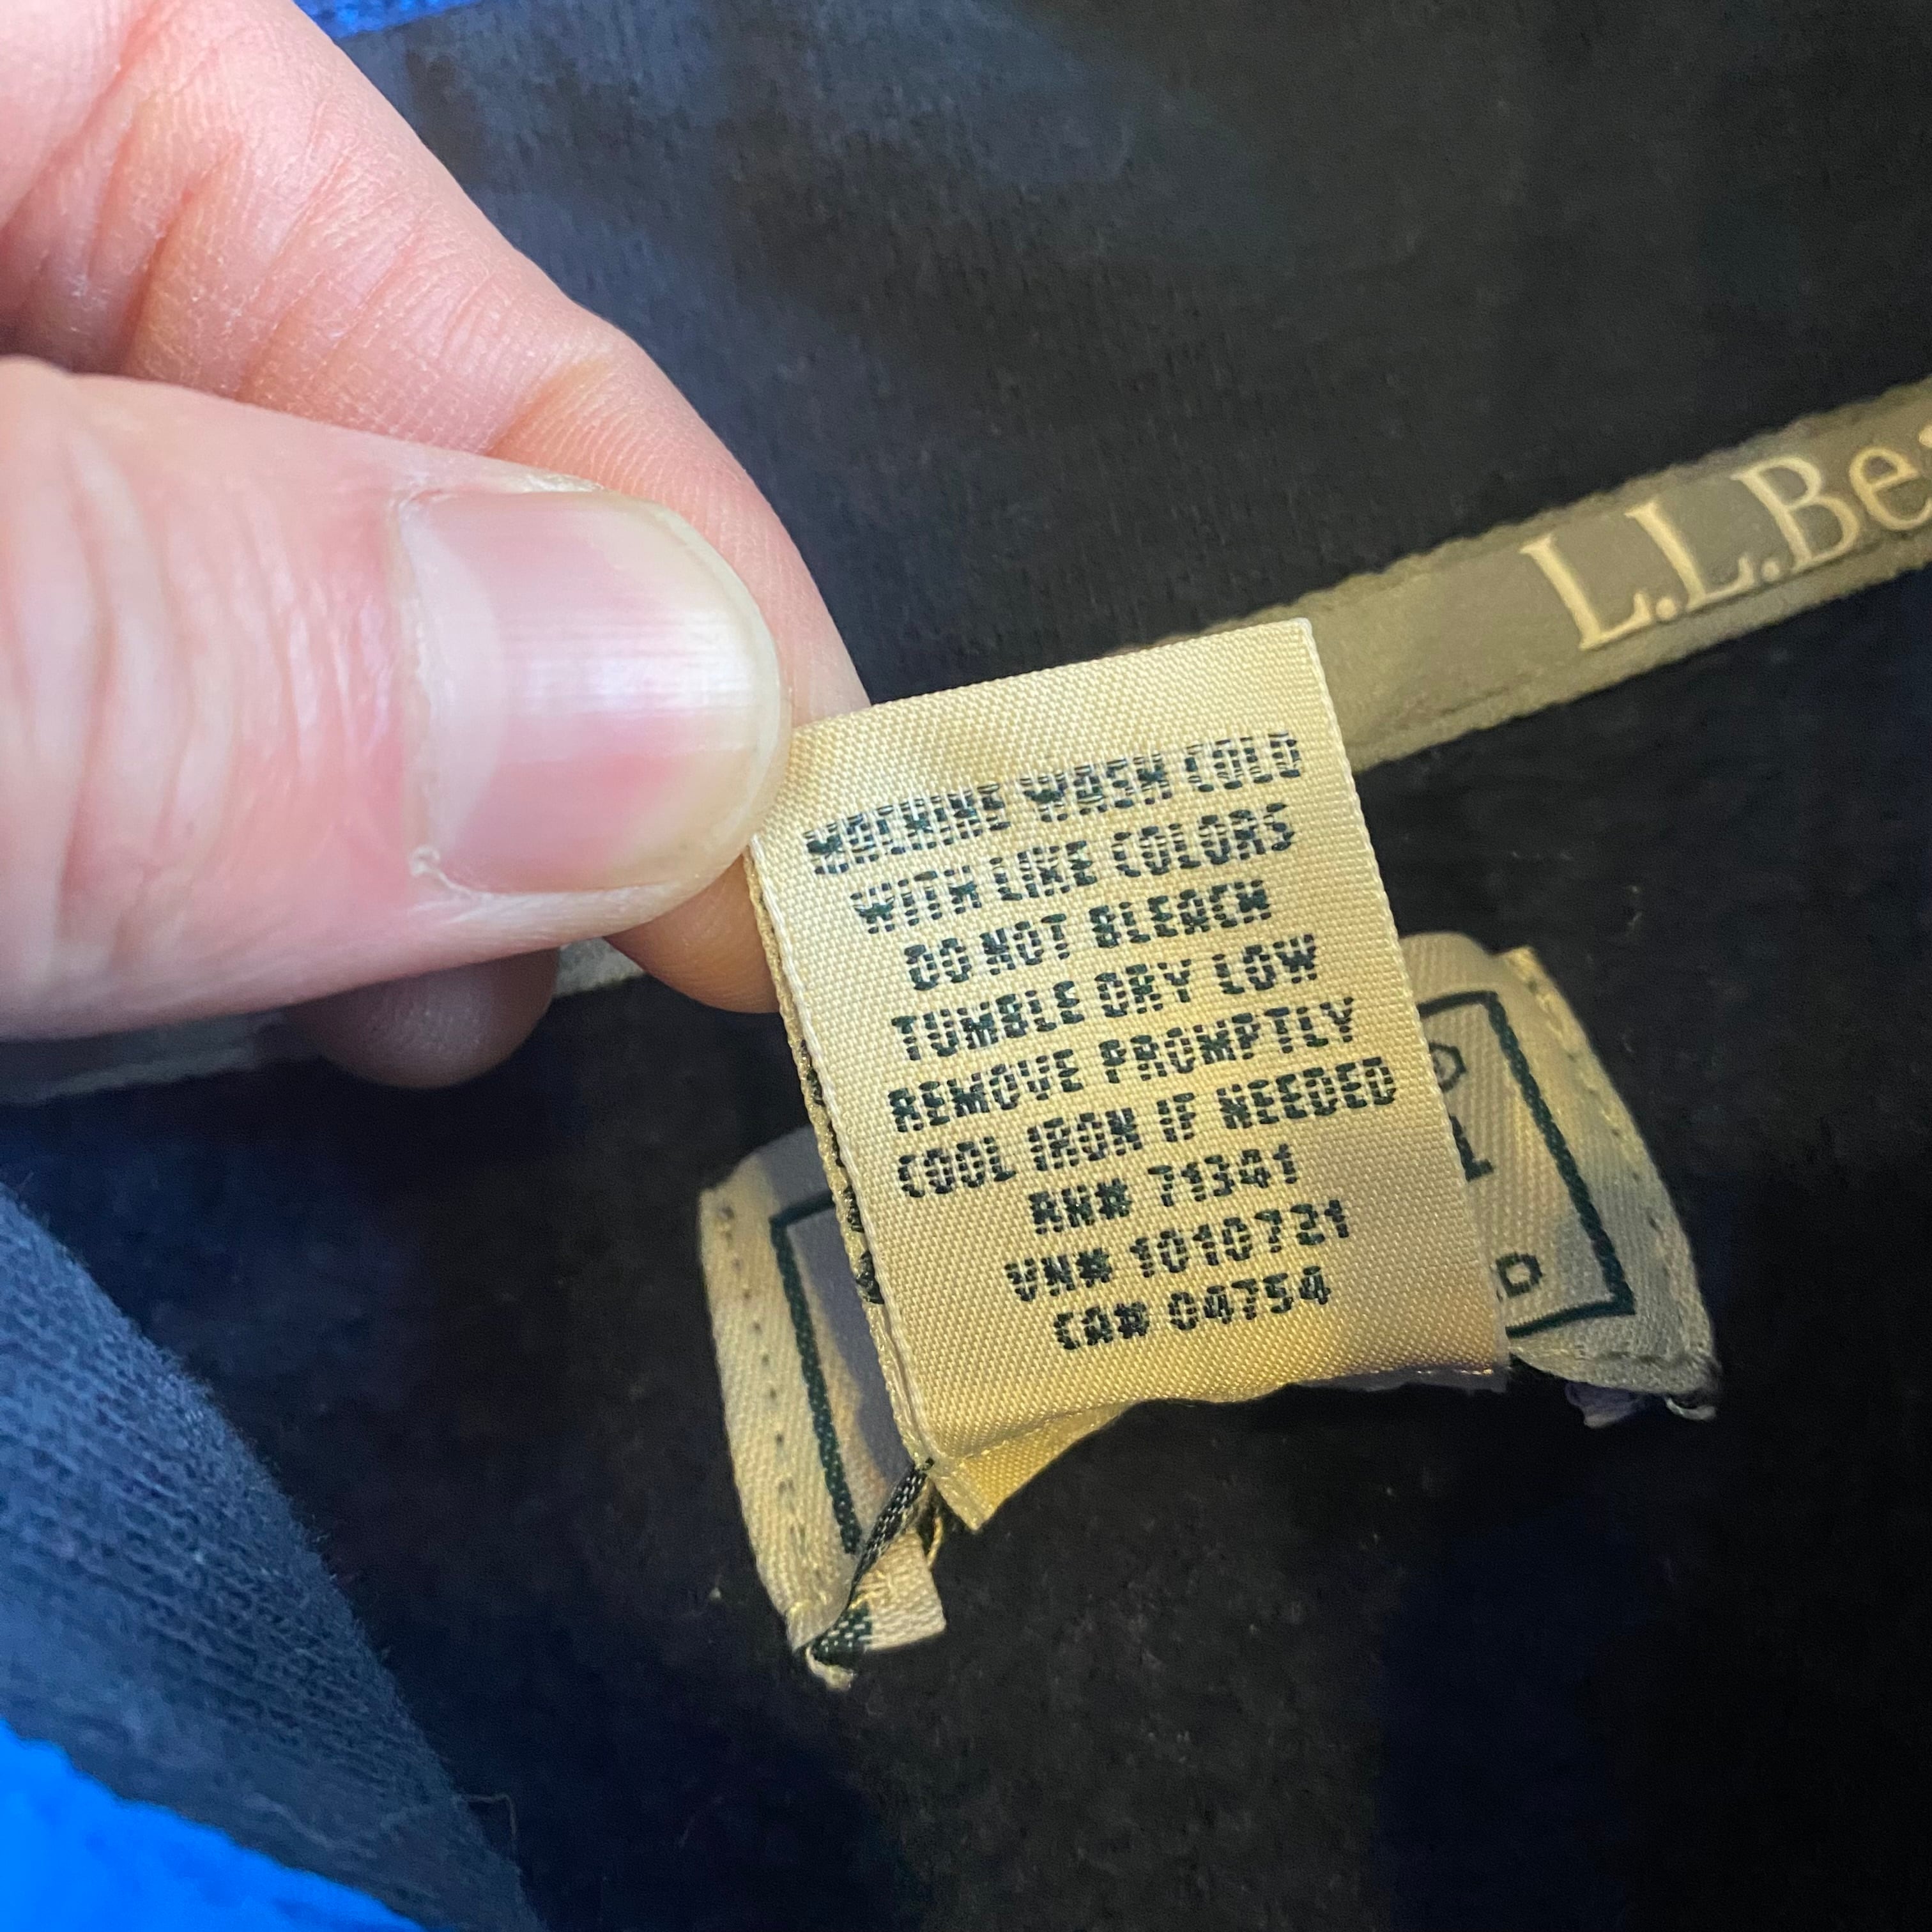 L.L.Be
MACHINE WASH COLD
WITH LIKE COLORS
DO NOT BLEACH
TUMBLE DRY LOW
REMOVE PROMPTLY
COOL IRON IF NEEDED
RN# 71341
VN# 1010721
CA# 04754